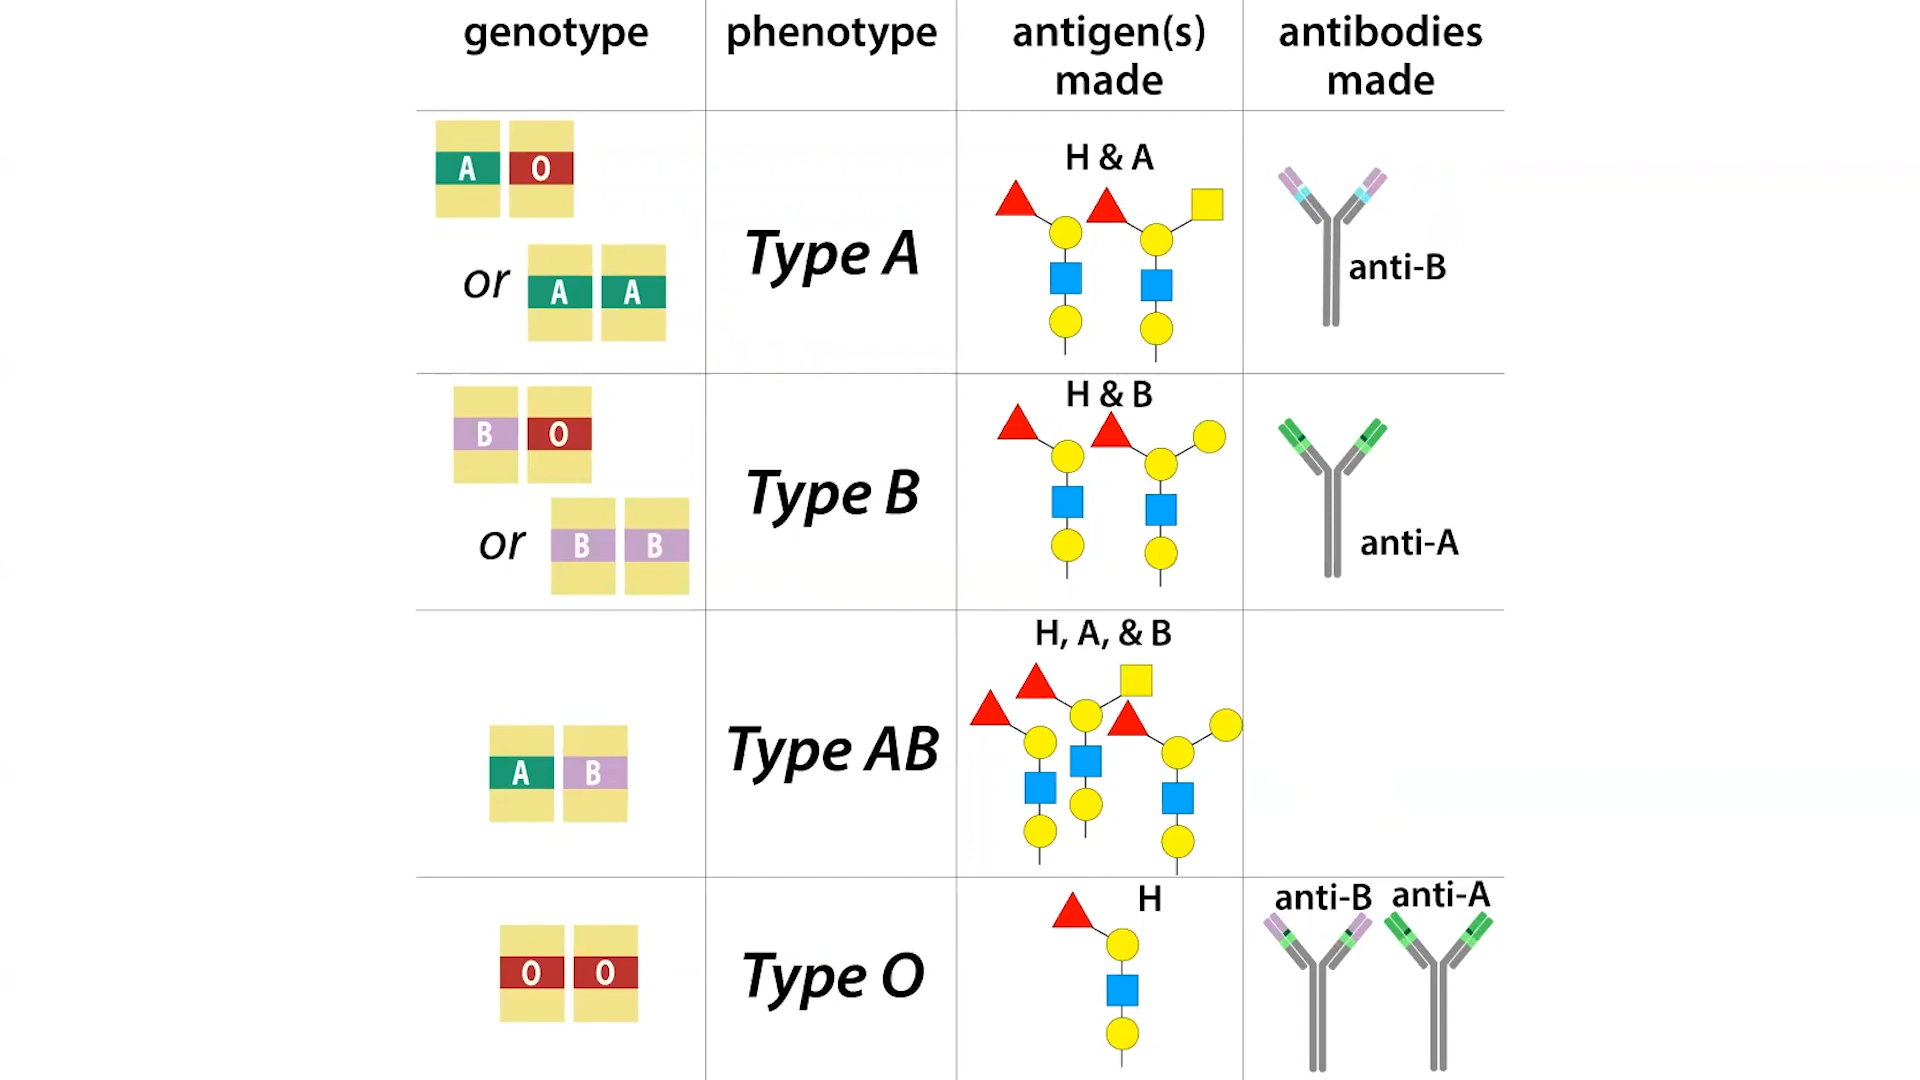 genotype
phenotype
antigen(s)
made
antibodies
made
A O
or A A
Type A
H & A
anti-B
B O
or B B
Type B
H & B
anti-A
A B
Type AB
H, A, & B
O O
Type O
H
anti-B
anti-A